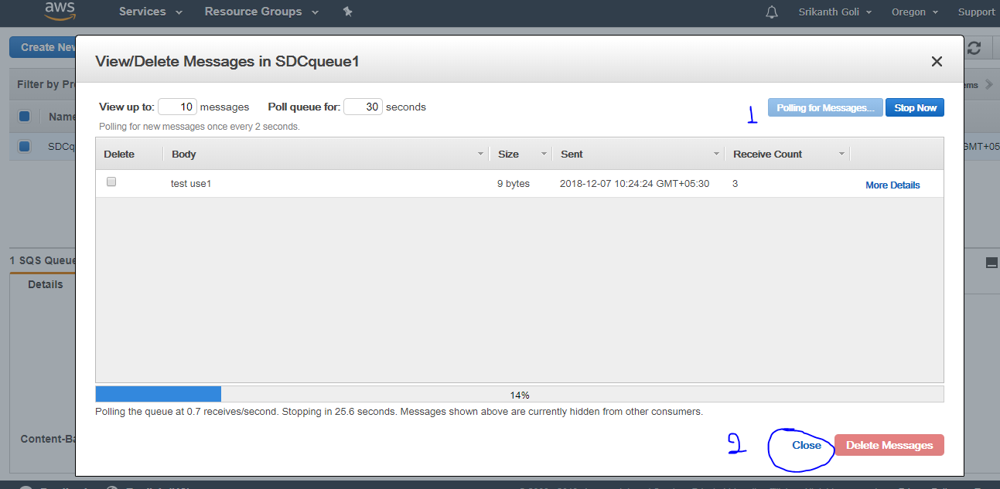 aws Services Resource Groups Srikanth Goli Oregon Support
Create New
View/Delete Messages in SDCqueue1
Filter by Pr
ems
View up to: 10 messages Poll queue for: 30 seconds
1 Polling for Messages... Stop Now
Name
Polling for new messages once every 2 seconds.
SDCq
GMT+05
Delete Body Size Sent Receive Count
test use1 9 bytes 2018-12-07 10:24:24 GMT+05:30 3 More Details
1 SQS Queue
Details
14%
Polling the queue at 0.7 receives/second. Stopping in 25.6 seconds. Messages shown above are currently hidden from other consumers.
Content-Ba
2 Close Delete Messages